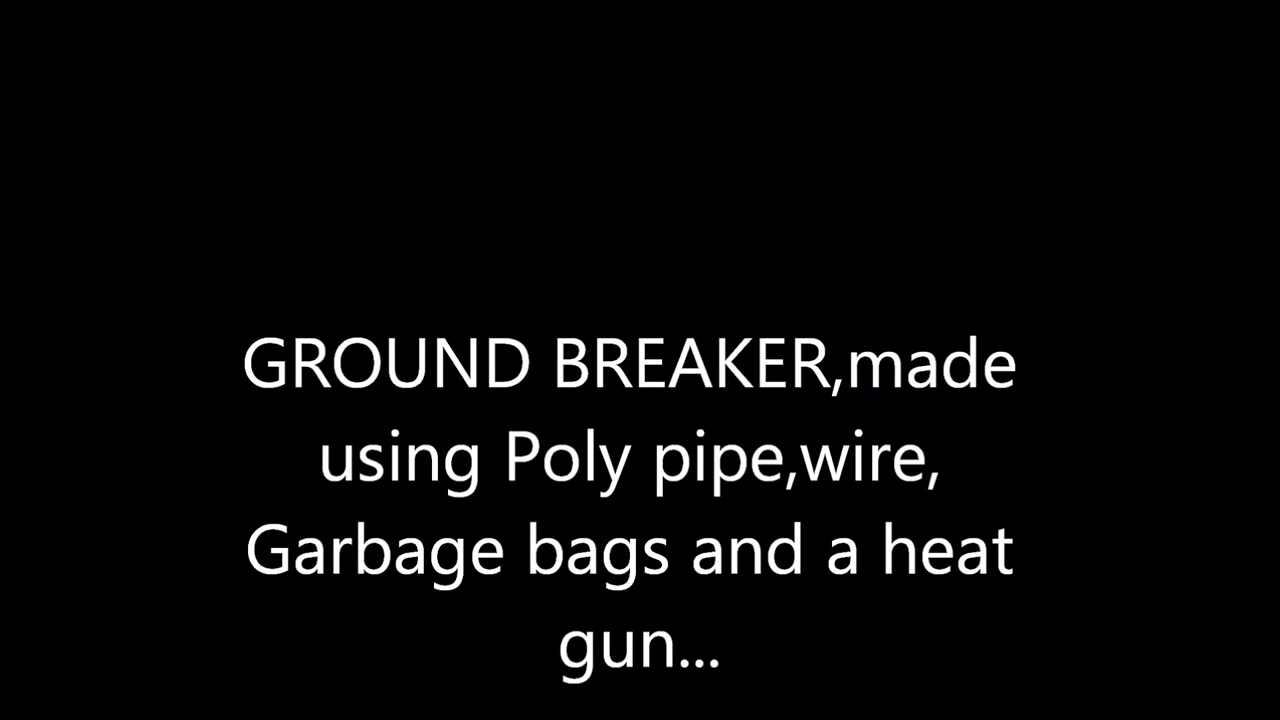 GROUND BREAKER,made
using Poly pipe,wire,
Garbage bags and a heat
gun...